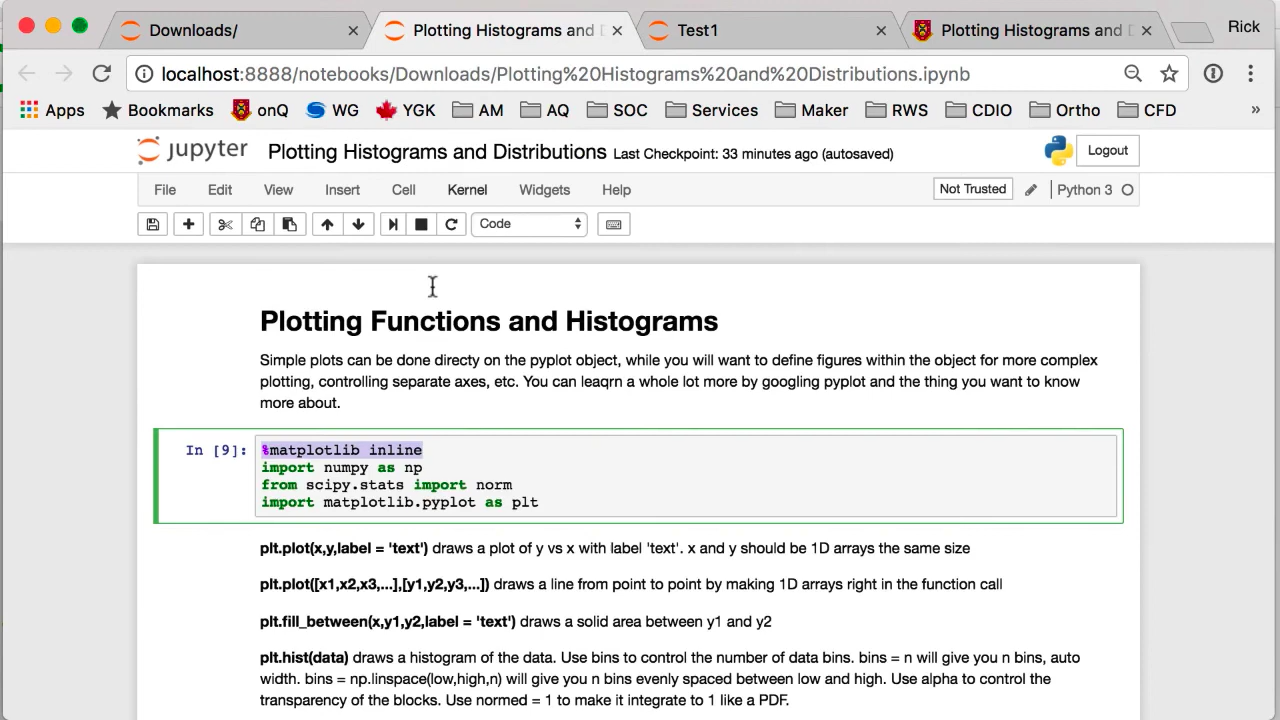 Downloads/
Plotting Histograms and D
Test1
Plotting Histograms and D
Rick
localhost:8888/notebooks/Downloads/Plotting%20Histograms%20and%20Distributions.ipynb
Apps Bookmarks onQ WG YGK AM AQ SOC Services Maker RWS CDIO Ortho CFD »
jupyter Plotting Histograms and Distributions Last Checkpoint: 33 minutes ago (autosaved) Logout
File Edit View Insert Cell Kernel Widgets Help Not Trusted Python 3
Code
Plotting Functions and Histograms
Simple plots can be done directy on the pyplot object, while you will want to define figures within the object for more complex
plotting, controlling separate axes, etc. You can leaqrn a whole lot more by googling pyplot and the thing you want to know
more about.
In [9]: %matplotlib inline
import numpy as np
from scipy.stats import norm
import matplotlib.pyplot as plt
plt.plot(x,y,label = 'text') draws a plot of y vs x with label 'text'. x and y should be 1D arrays the same size
plt.plot([x1,x2,x3,...],[y1,y2,y3,...]) draws a line from point to point by making 1D arrays right in the function call
plt.fill_between(x,y1,y2,label = 'text') draws a solid area between y1 and y2
plt.hist(data) draws a histogram of the data. Use bins to control the number of data bins. bins = n will give you n bins, auto
width. bins = np.linspace(low,high,n) will give you n bins evenly spaced between low and high. Use alpha to control the
transparency of the blocks. Use normed = 1 to make it integrate to 1 like a PDF.